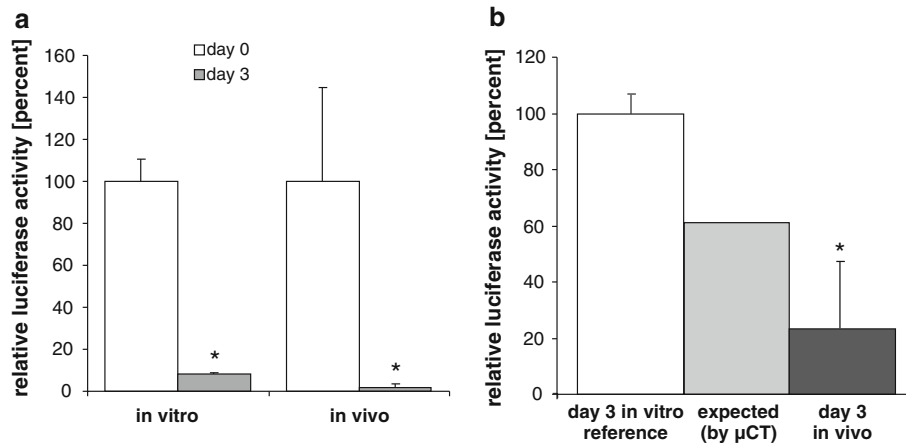 a
relative luciferase activity [percent]
160
140
120
100
80
60
40
20
0
day 0
day 3
*
*
in vitro
in vivo
b
relative luciferase activity [percent]
120
100
80
60
40
20
0
*
day 3 in vitro
reference
expected
(by µCT)
day 3
in vivo